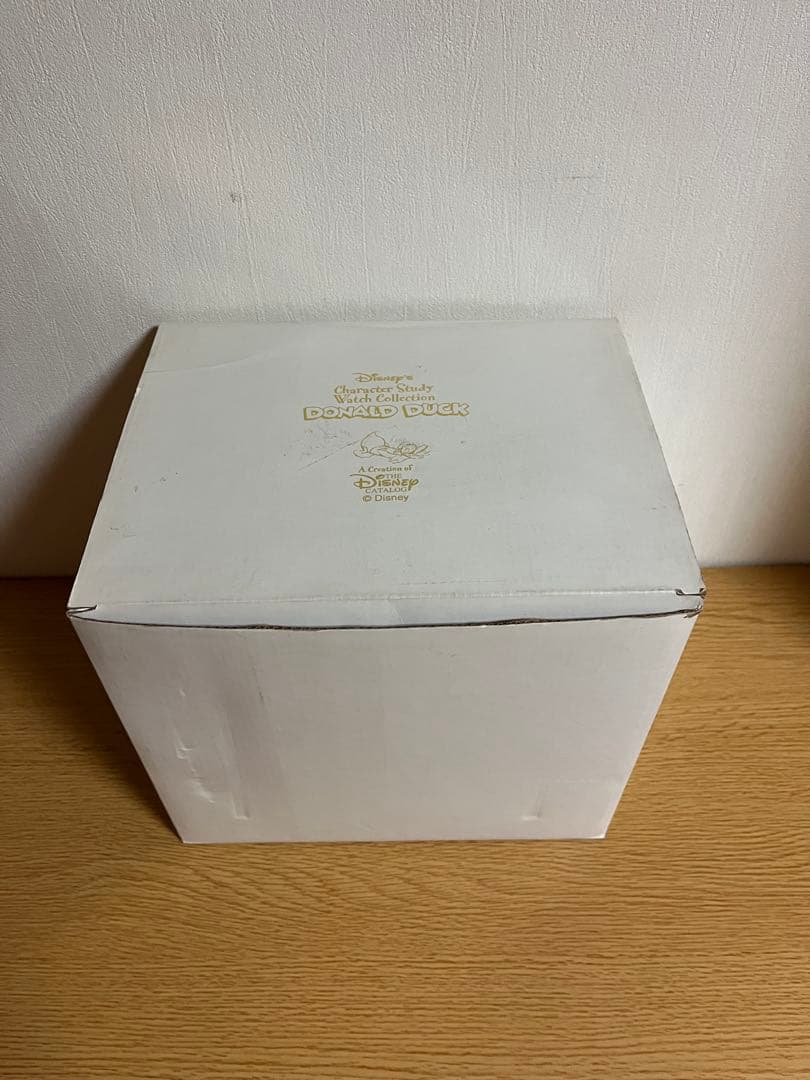 Disney's
Character Study
Watch Collection
DONALD DUCK
A Creation of
THE
Disney
CATALOG
© Disney